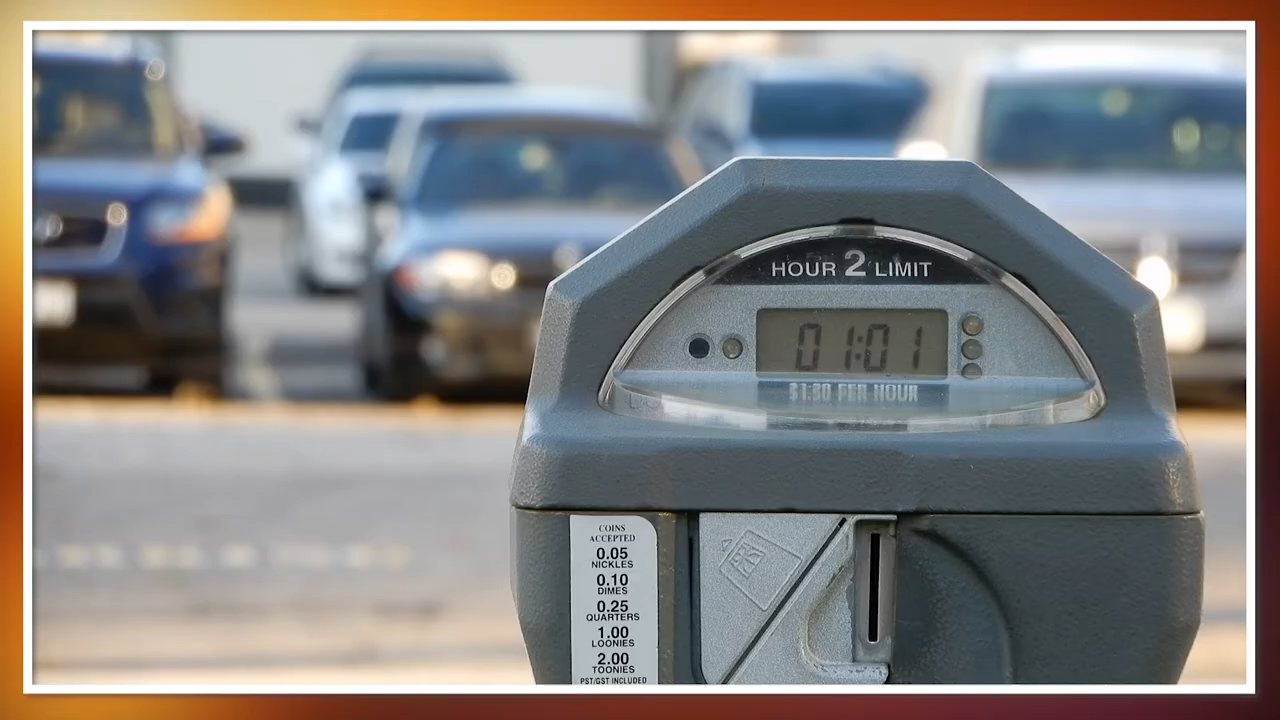 HOUR 2 LIMIT
01:01
$1.50 PER HOUR
COINS
ACCEPTED
0.05
NICKLES
0.10
DIMES
0.25
QUARTERS
1.00
LOONIES
2.00
TOONIES
PST/GST INCLUDED